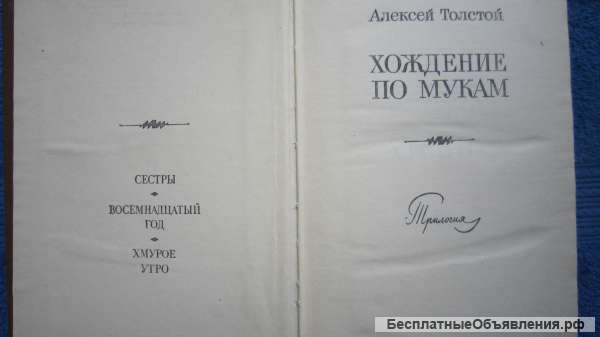 СЕСТРЫ
ВОСЕМНАДЦАТЫЙ
ГОД
ХМУРОЕ
УТРО
Алексей Толстой
ХОЖДЕНИЕ
ПО МУКАМ
Трилогия
БесплатныеОбъявления.рф